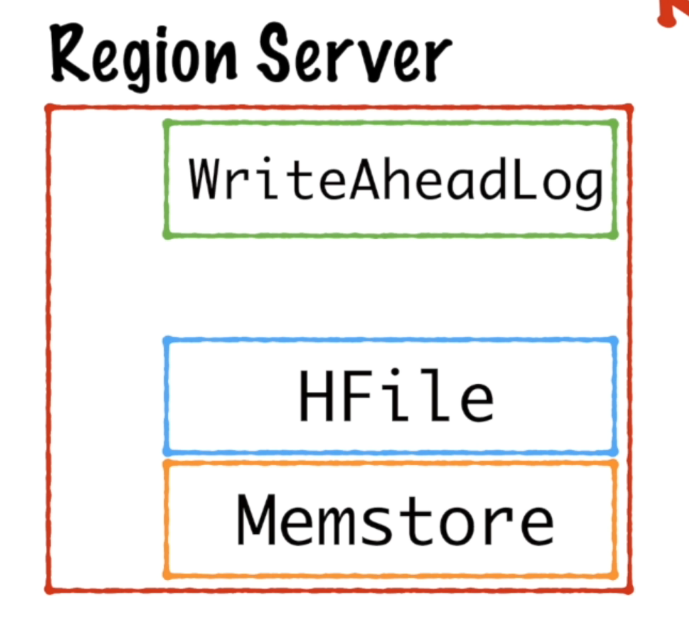 Region Server
WriteAheadLog
HFile
Memstore